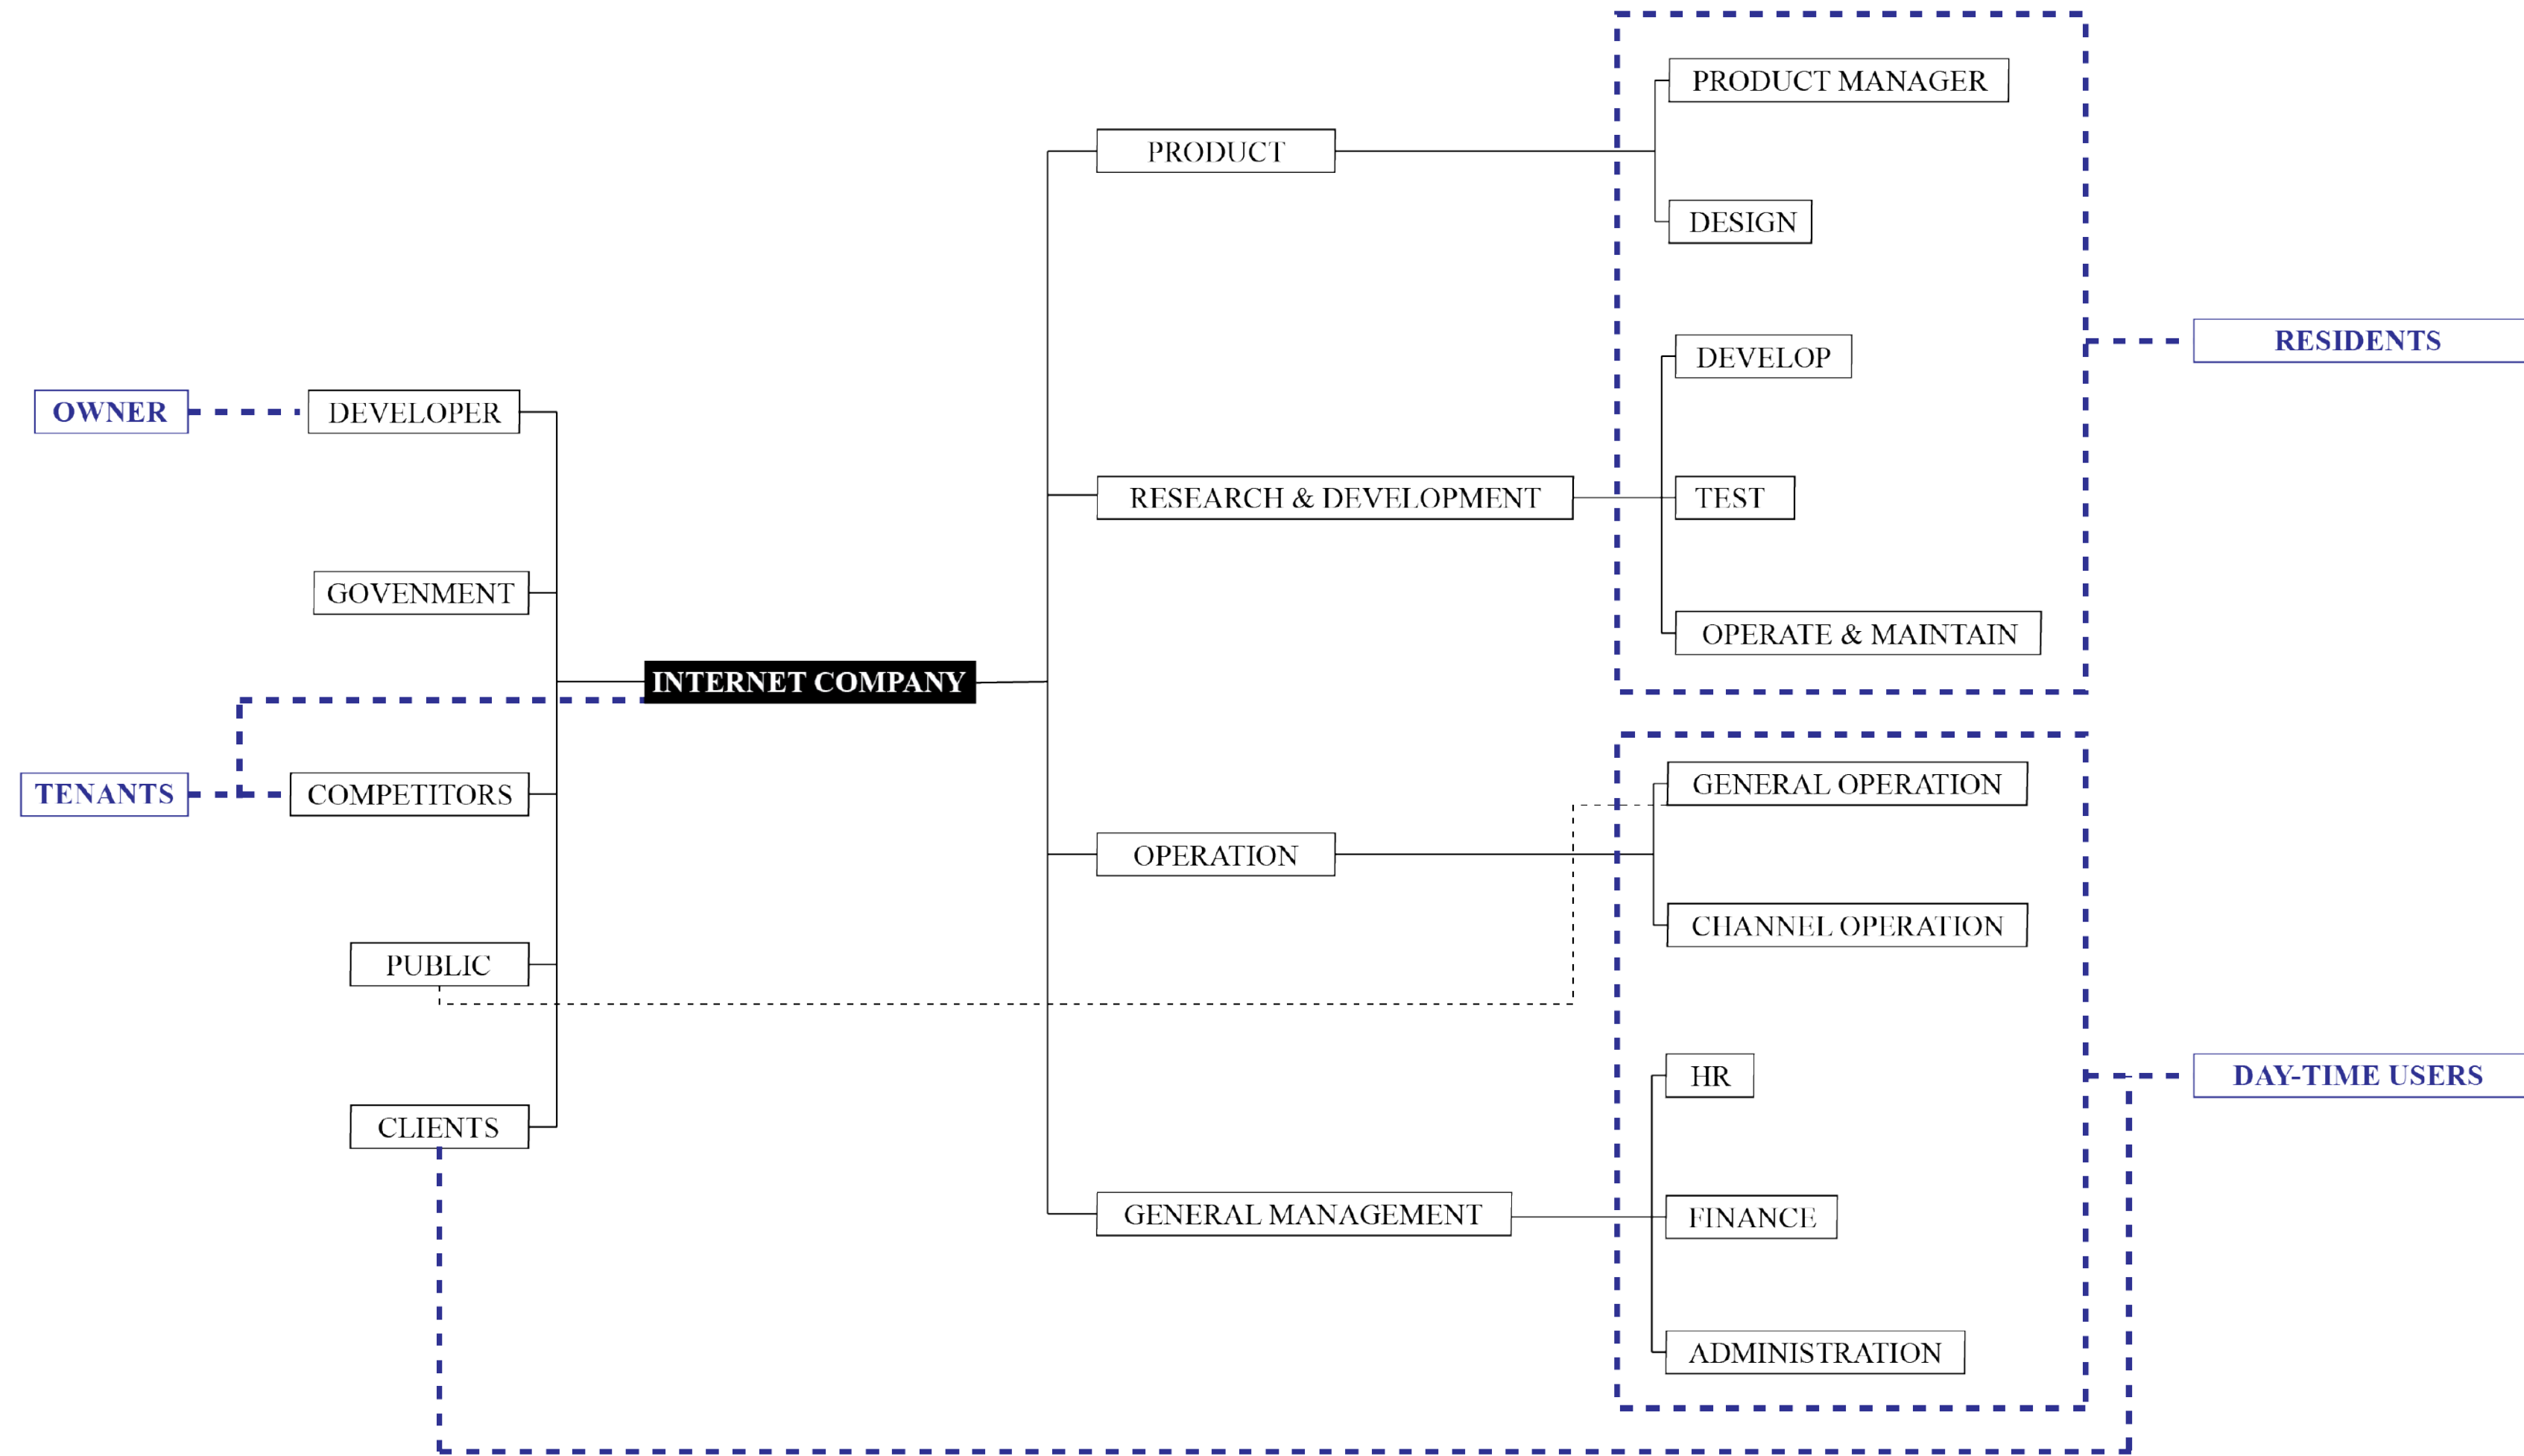 PRODUCT MANAGER
PRODUCT
DESIGN
RESIDENTS
DEVELOP
OWNER
DEVELOPER
RESEARCH & DEVELOPMENT
TEST
GOVENMENT
OPERATE & MAINTAIN
INTERNET COMPANY
TENANTS
COMPETITORS
GENERAL OPERATION
OPERATION
CHANNEL OPERATION
PUBLIC
HR
DAY-TIME USERS
CLIENTS
GENERAL MANAGEMENT
FINANCE
ADMINISTRATION